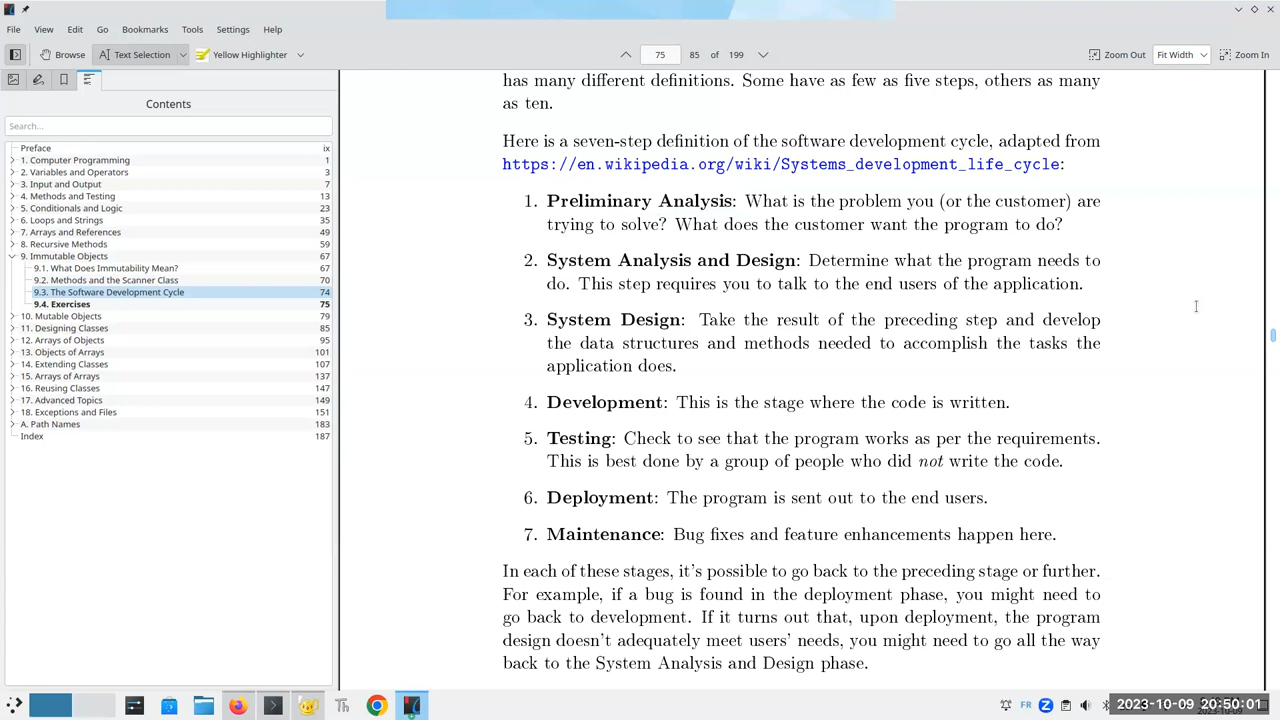 File View Edit Go Bookmarks Tools Settings Help
Browse Text Selection Yellow Highlighter 75 85 of 199 Zoom Out Fit Width Zoom In
Contents
Search...
Preface ix
1. Computer Programming 1
2. Variables and Operators 3
3. Input and Output 7
4. Methods and Testing 13
5. Conditionals and Logic 23
6. Loops and Strings 35
7. Arrays and References 49
8. Recursive Methods 59
9. Immutable Objects 67
9.1. What Does Immutability Mean? 67
9.2. Methods and the Scanner Class 70
9.3. The Software Development Cycle 74
9.4. Exercises 75
10. Mutable Objects 79
11. Designing Classes 85
12. Arrays of Objects 95
13. Objects of Arrays 101
14. Extending Classes 107
15. Arrays of Arrays 137
16. Reusing Classes 147
17. Advanced Topics 149
18. Exceptions and Files 151
A. Path Names 183
Index 187
has many different definitions. Some have as few as five steps, others as many
as ten.
Here is a seven-step definition of the software development cycle, adapted from
https://en.wikipedia.org/wiki/Systems_development_life_cycle:
1. Preliminary Analysis: What is the problem you (or the customer) are
trying to solve? What does the customer want the program to do?
2. System Analysis and Design: Determine what the program needs to
do. This step requires you to talk to the end users of the application.
3. System Design: Take the result of the preceding step and develop
the data structures and methods needed to accomplish the tasks the
application does.
4. Development: This is the stage where the code is written.
5. Testing: Check to see that the program works as per the requirements.
This is best done by a group of people who did not write the code.
6. Deployment: The program is sent out to the end users.
7. Maintenance: Bug fixes and feature enhancements happen here.
In each of these stages, it's possible to go back to the preceding stage or further.
For example, if a bug is found in the deployment phase, you might need to
go back to development. If it turns out that, upon deployment, the program
design doesn't adequately meet users' needs, you might need to go all the way
back to the System Analysis and Design phase.
Th FR Z 2023-10-09 20:50:01